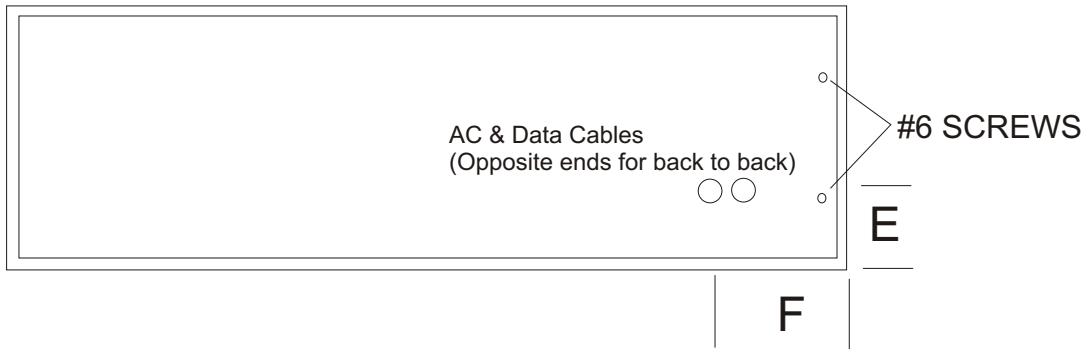 #6 SCREWS
AC & Data Cables
(Opposite ends for back to back)
E
F